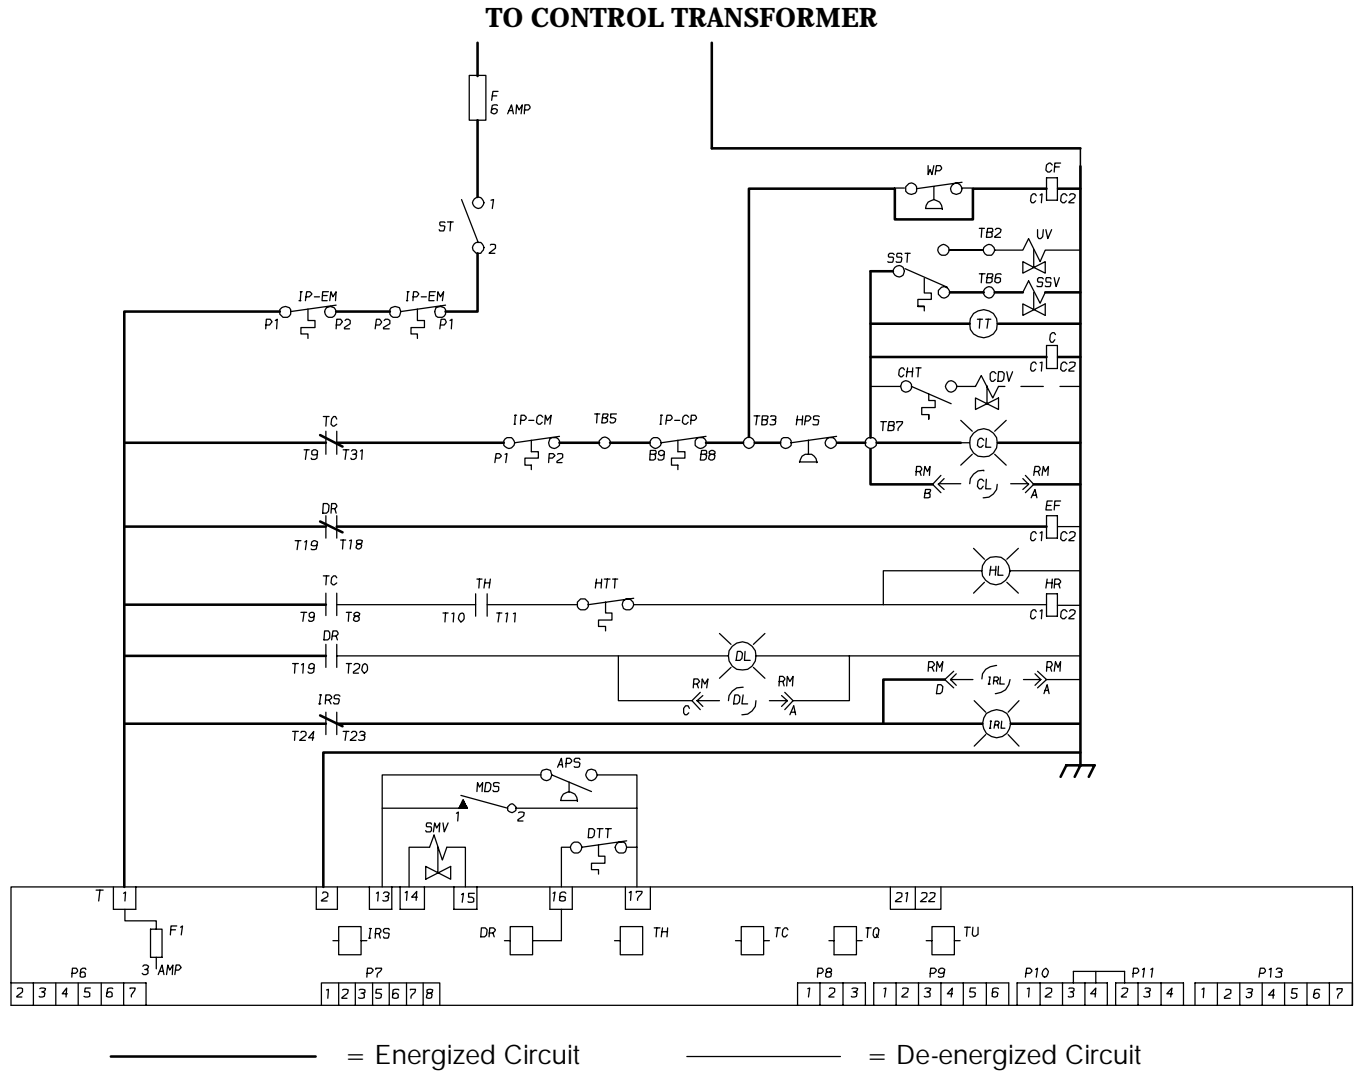 TO CONTROL TRANSFORMER
F
6 AMP
WP
CF
C1 C2
1
ST
2
TB2
UV
SST
TB6
SSV
IP-EM
IP-EM
P1
P2
P2
P1
TT
C
C1 C2
CHT
CDV
TC
T9 T31
IP-CM
P1
P2
TB5
IP-CP
B9
B8
TB3
HPS
TB7
CL
RM
B
CL
RM
A
DR
T19 T18
EF
C1 C2
HL
TC
T9 T8
TH
T10 T11
HTT
HR
C1 C2
DR
T19 T20
DL
RM
C
DL
RM
A
RM
D
IRL
RM
A
IRS
T24 T23
IRL
APS
MDS
1
2
SMV
DTT
T 1 2 13 14 15 16 17 21 22
F1
3 AMP
IRS
DR
TH
TC
TQ
TU
P6 P7 P8 P9 P10 P11 P13
2 3 4 5 6 7 1 2 3 5 6 7 8 1 2 3 1 2 3 4 5 6 1 2 3 4 2 3 4 1 2 3 4 5 6 7
= Energized Circuit
= De-energized Circuit